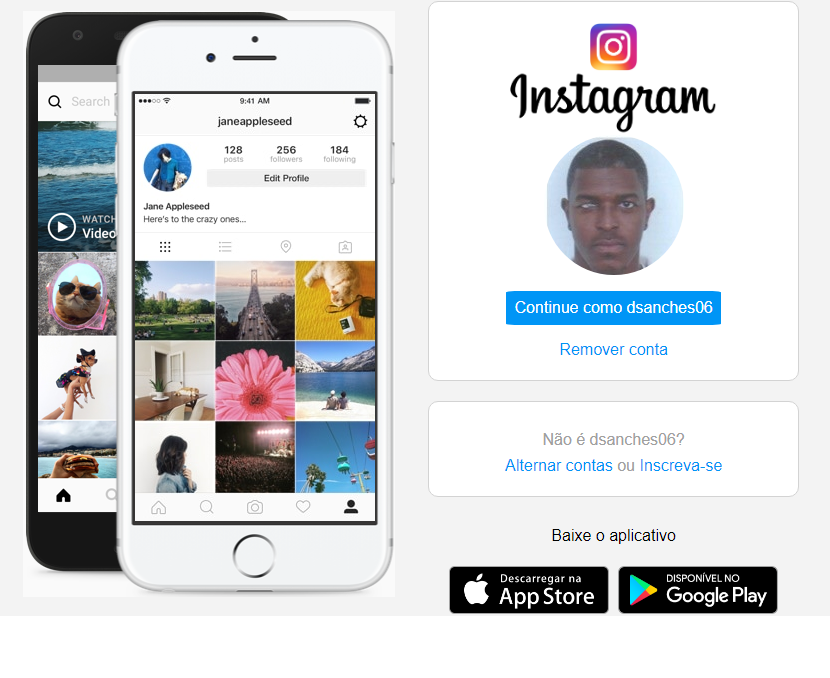 Search
WATCH
Video
9:41 AM
janeappleseed
128
256
184
posts
followers
following
Edit Profile
Jane Appleseed
Here's to the crazy ones...
Instagram
Continue como dsanches06
Remover conta
Não é dsanches06?
Alternar contas ou Inscreva-se
Baixe o aplicativo
Descarregar na
App Store
DISPONÍVEL NO
Google Play